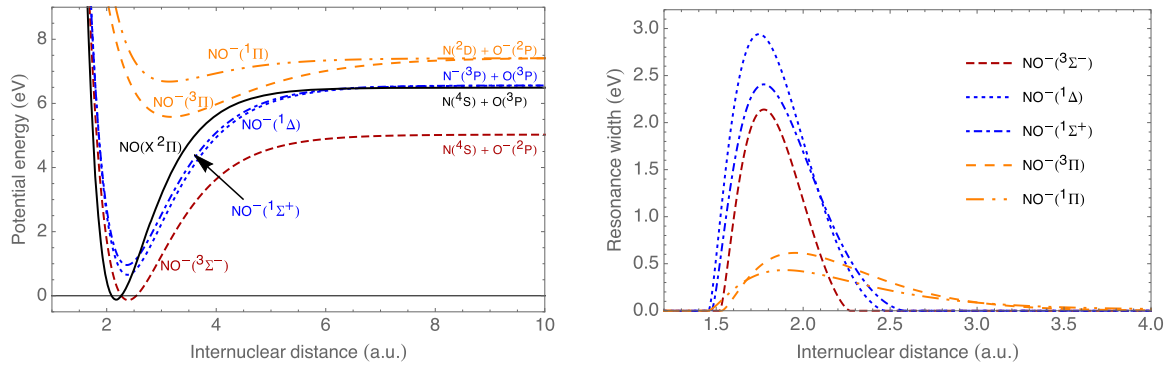 8
6
4
2
0
2
4
6
8
10
Potential energy (eV)
Internuclear distance (a.u.)
NO⁻(¹Π)
N(²D) + O⁻(²P)
N⁻(³P) + O(³P)
NO⁻(³Π)
N(⁴S) + O(³P)
NO⁻(¹Δ)
NO(X²Π)
N(⁴S) + O⁻(²P)
NO⁻(¹Σ⁺)
NO⁻(³Σ⁻)
3.0
2.5
2.0
1.5
1.0
0.5
0.0
1.5
2.0
2.5
3.0
3.5
4.0
Resonance width (eV)
Internuclear distance (a.u.)
NO⁻(³Σ⁻)
NO⁻(¹Δ)
NO⁻(¹Σ⁺)
NO⁻(³Π)
NO⁻(¹Π)